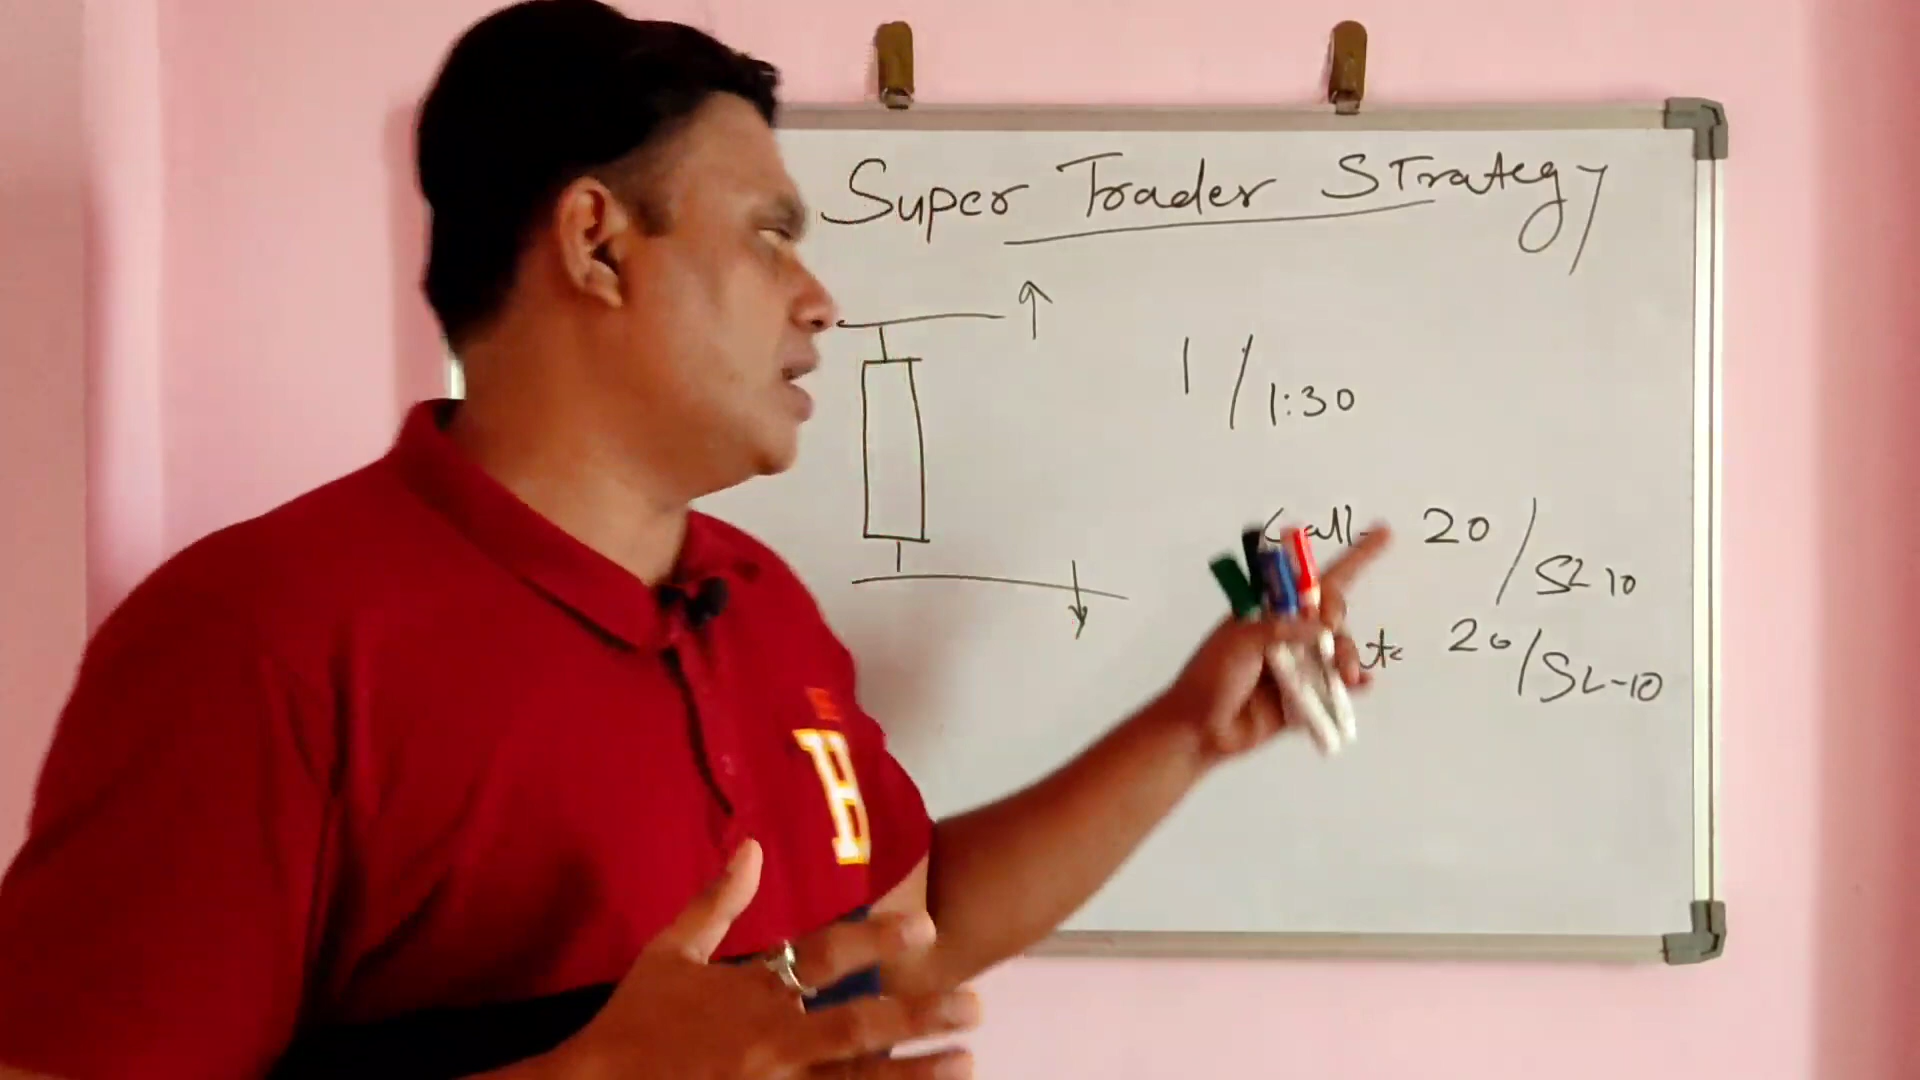 Super Trader STrategy
1 / 1:30
Call- 20 / SL 10
20 / SL-10
H